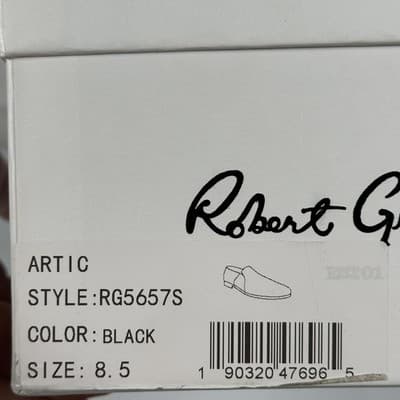 Robert G
ARTIC
STYLE:RG5657S
COLOR: BLACK
SIZE: 8.5
1 90320 47696 5